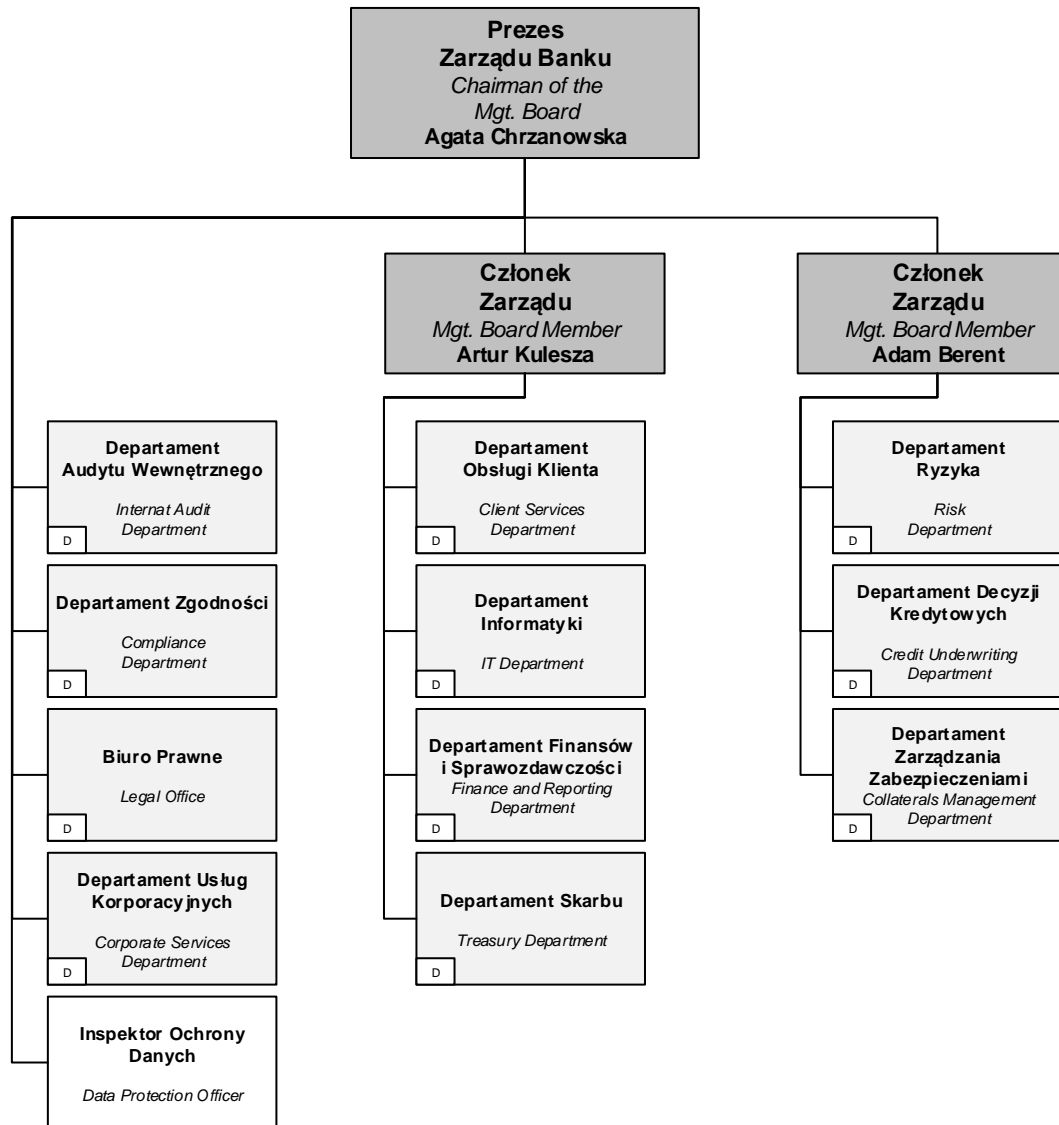 Prezes
Zarządu Banku
Chairman of the
Mgt. Board
Agata Chrzanowska
Członek
Zarządu
Mgt. Board Member
Artur Kulesza
Członek
Zarządu
Mgt. Board Member
Adam Berent
Departament
Audytu Wewnętrznego
Internat Audit
Department
D
Departament Zgodności
Compliance
Department
D
Biuro Prawne
Legal Office
D
Departament Usług
Korporacyjnych
Corporate Services
Department
D
Inspektor Ochrony
Danych
Data Protection Officer
Departament
Obsługi Klienta
Client Services
Department
D
Departament
Informatyki
IT Department
D
Departament Finansów
i Sprawozdawczości
Finance and Reporting
Department
D
Departament Skarbu
Treasury Department
D
Departament
Ryzyka
Risk
Department
D
Departament Decyzji
Kredytowych
Credit Underwriting
Department
D
Departament
Zarządzania
Zabezpieczeniami
Collaterals Management
Department
D